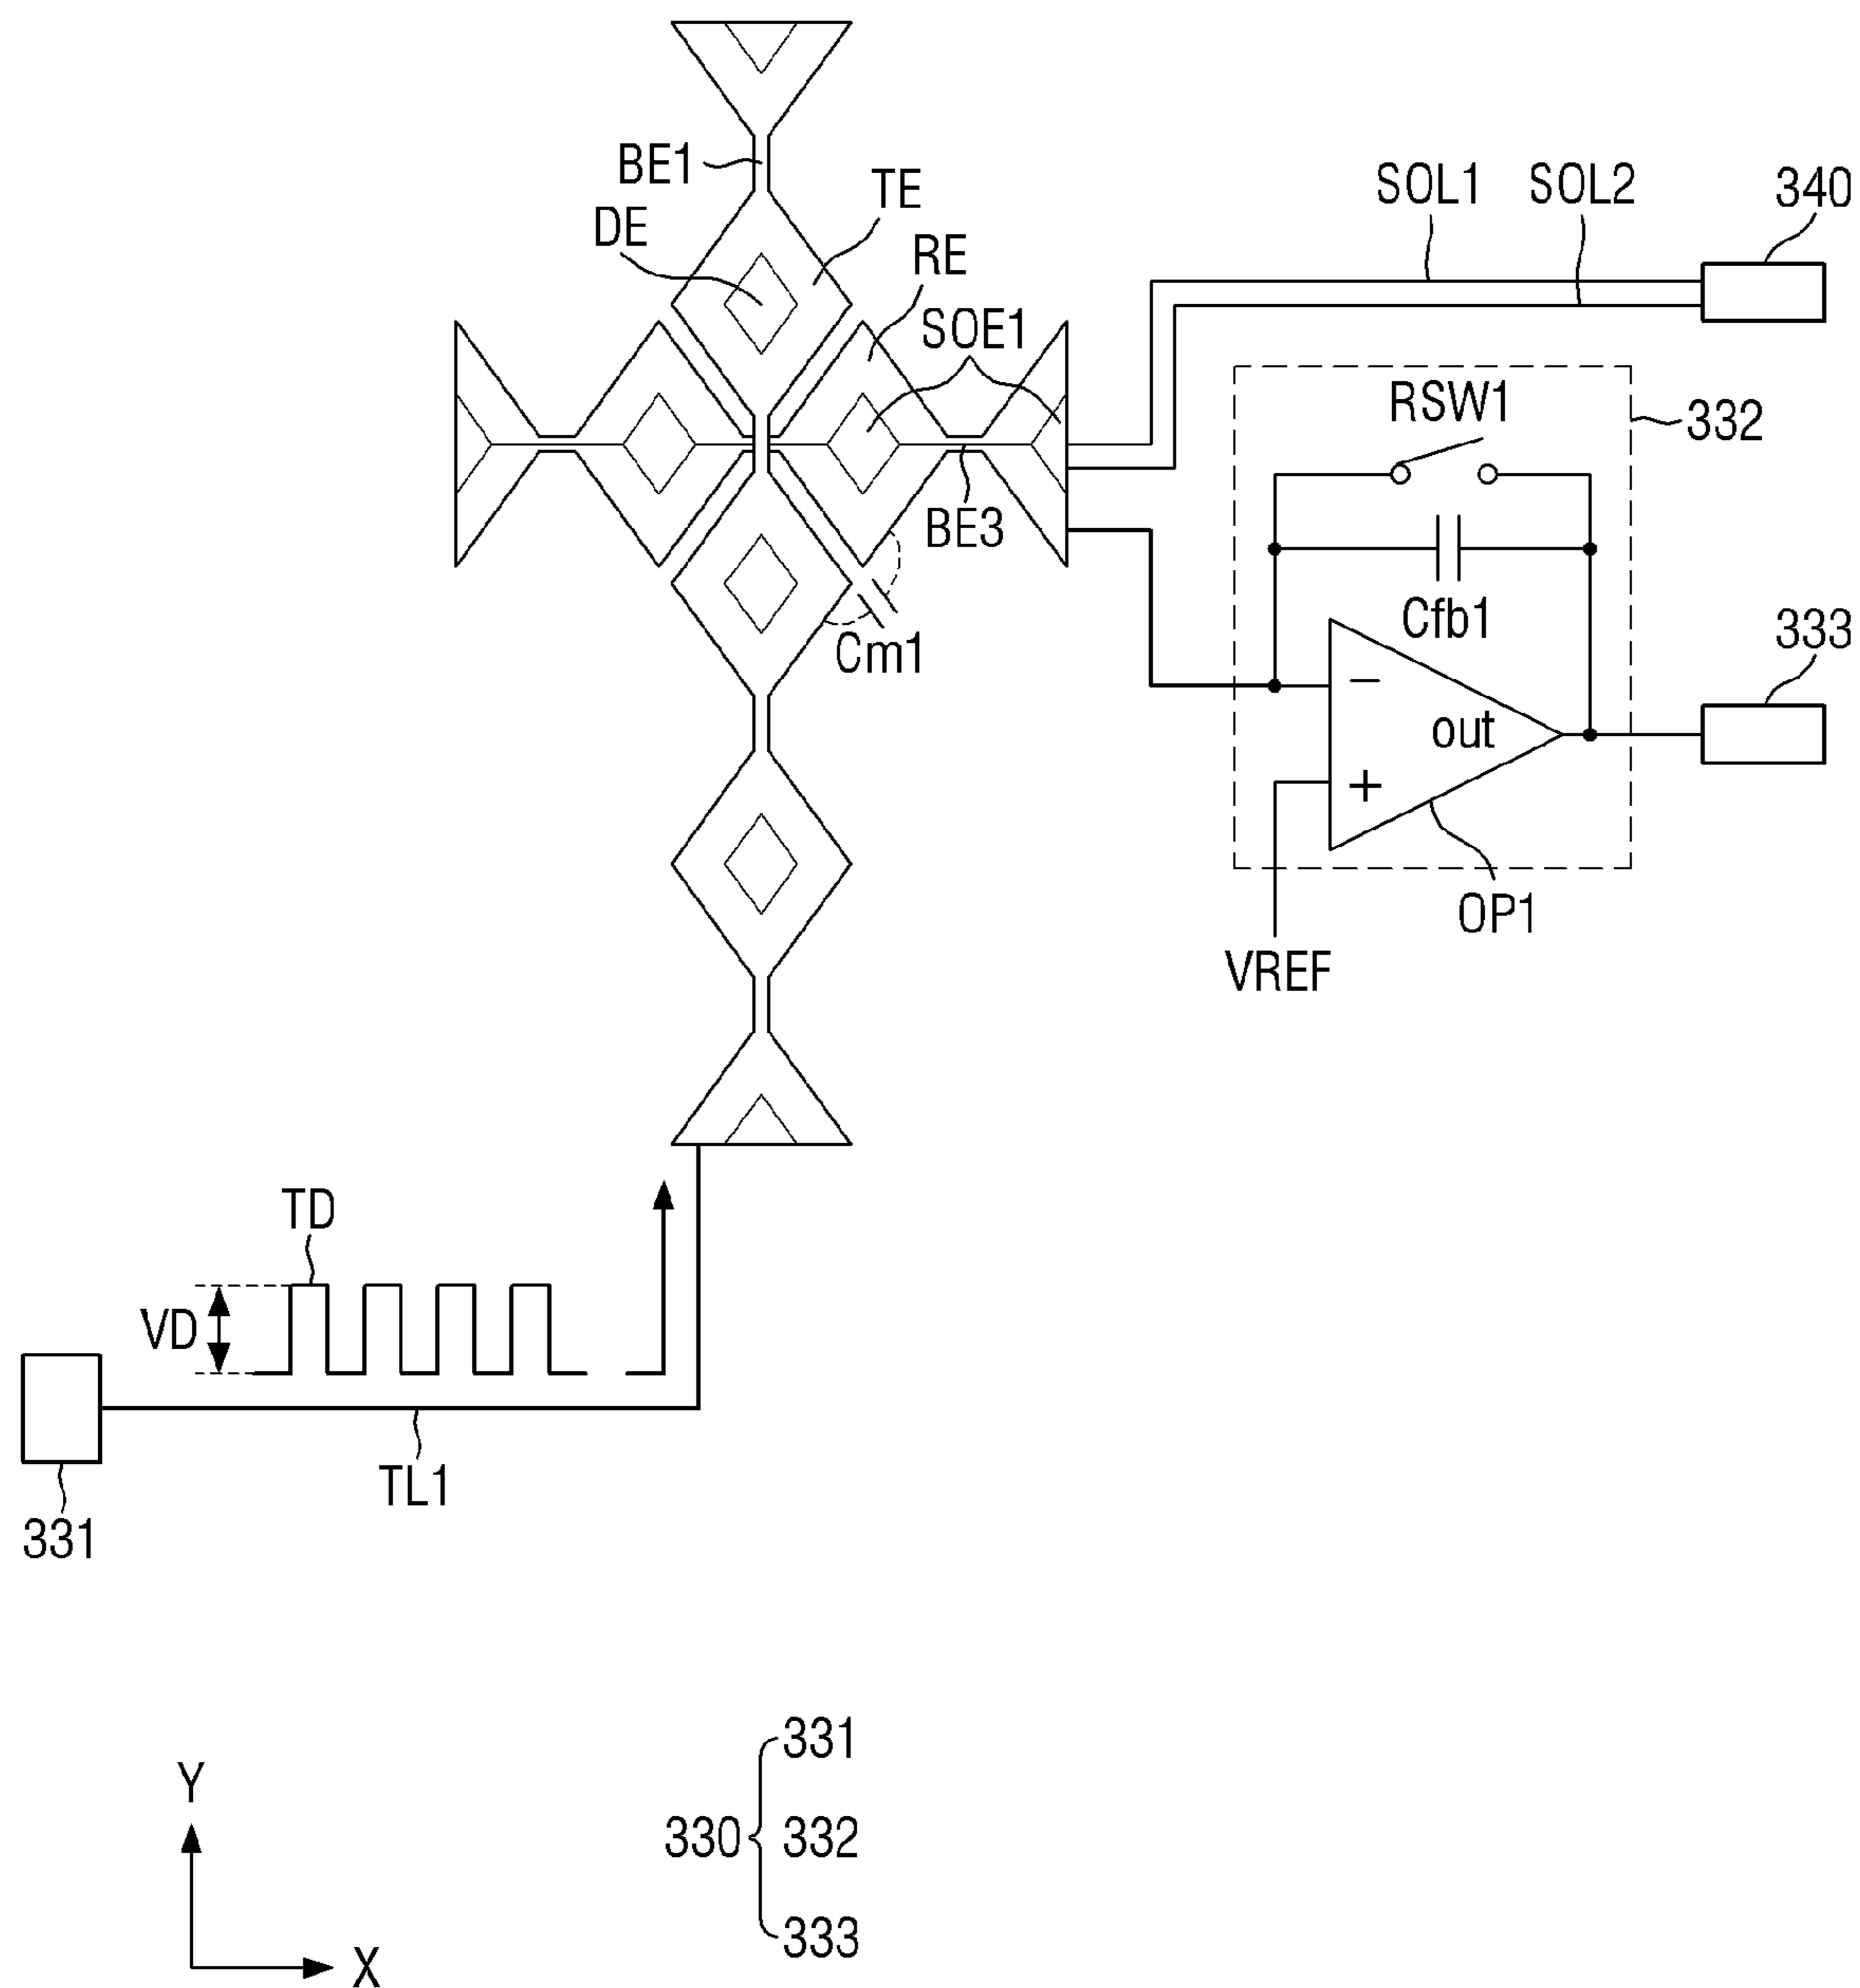 BE1
TE
DE
RE
SOL1
SOL2
340
SOE1
RSW1
332
BE3
Cfb1
Cm1
333
−
out
+
OP1
VREF
TD
VD
TL1
331
331
330
332
333
Y
X